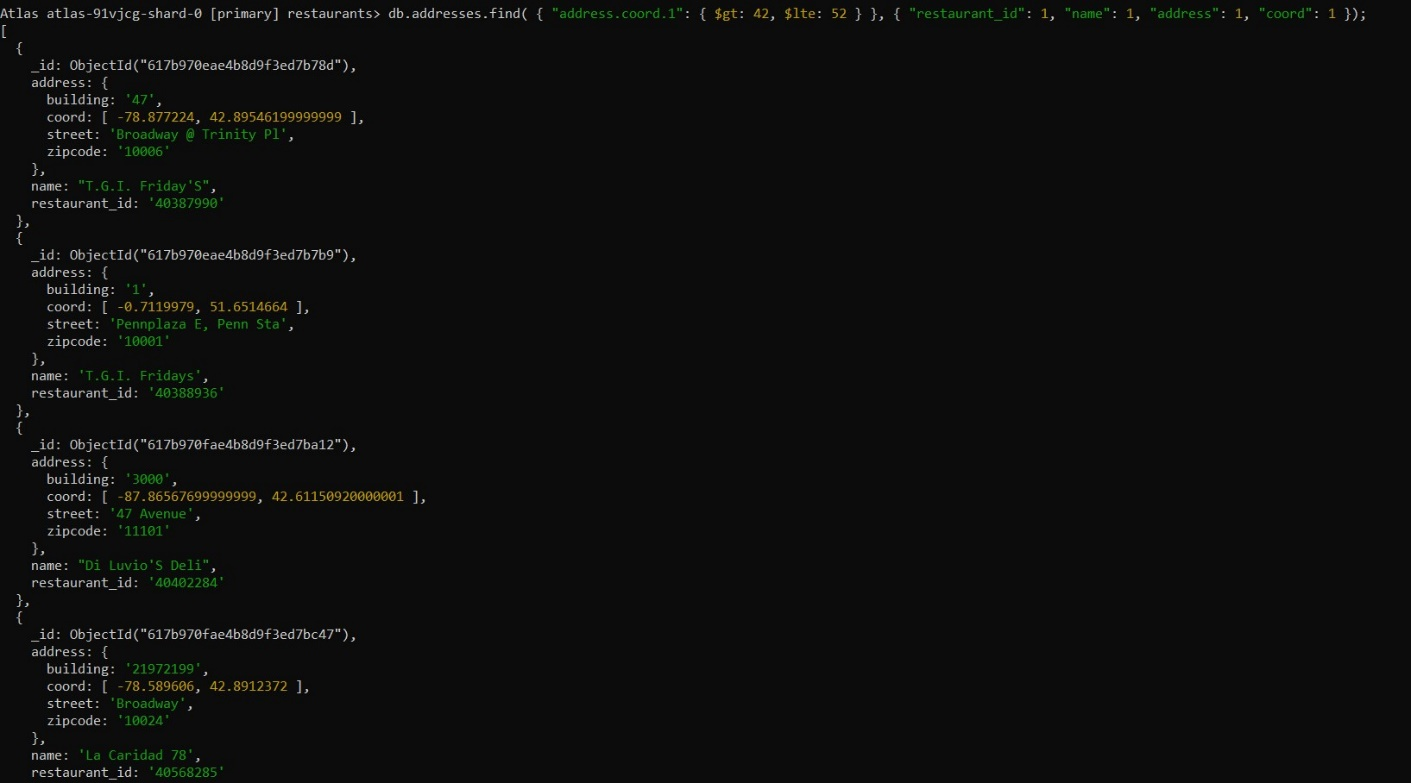 Atlas atlas-91vjcg-shard-0 [primary] restaurants> db.addresses.find( { "address.coord.1": { $gt: 42, $lte: 52 } }, { "restaurant_id": 1, "name": 1, "address": 1, "coord": 1 });
[
  {
    _id: ObjectId("617b970eae4b8d9f3ed7b78d"),
    address: {
      building: '47',
      coord: [ -78.877224, 42.89546199999999 ],
      street: 'Broadway @ Trinity Pl',
      zipcode: '10006'
    },
    name: "T.G.I. Friday'S",
    restaurant_id: '40387990'
  },
  {
    _id: ObjectId("617b970eae4b8d9f3ed7b7b9"),
    address: {
      building: '1',
      coord: [ -0.7119979, 51.6514664 ],
      street: 'Pennplaza E, Penn Sta',
      zipcode: '10001'
    },
    name: 'T.G.I. Fridays',
    restaurant_id: '40388936'
  },
  {
    _id: ObjectId("617b970fae4b8d9f3ed7ba12"),
    address: {
      building: '3000',
      coord: [ -87.86567699999999, 42.61150920000001 ],
      street: '47 Avenue',
      zipcode: '11101'
    },
    name: "Di Luvio'S Deli",
    restaurant_id: '40402284'
  },
  {
    _id: ObjectId("617b970fae4b8d9f3ed7bc47"),
    address: {
      building: '21972199',
      coord: [ -78.589606, 42.8912372 ],
      street: 'Broadway',
      zipcode: '10024'
    },
    name: 'La Caridad 78',
    restaurant_id: '40568285'